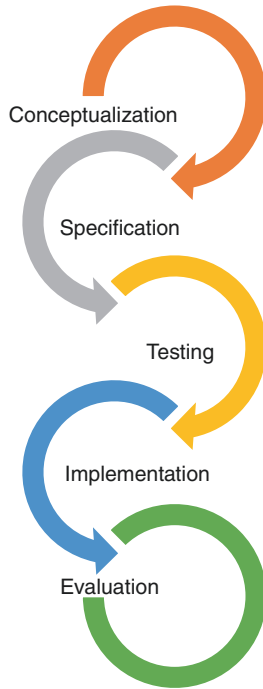 Conceptualization
Specification
Testing
Implementation
Evaluation